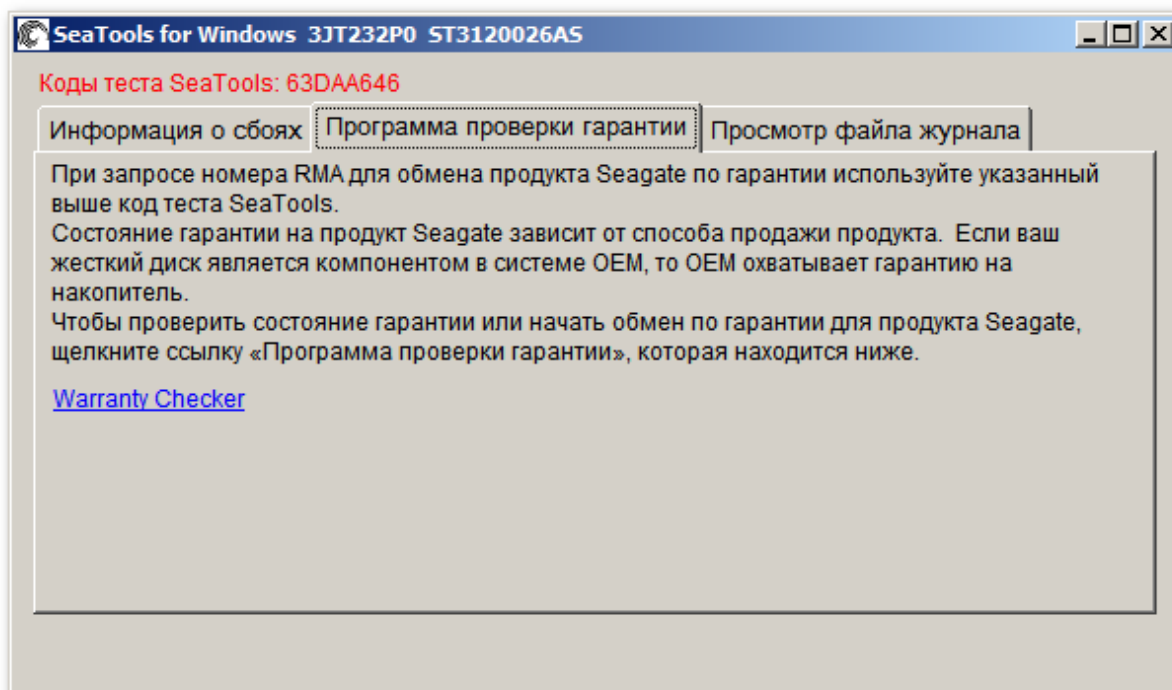 SeaTools for Windows 3JT232P0 ST3120026AS
Коды теста SeaTools: 63DAA646
Информация о сбоях Программа проверки гарантии Просмотр файла журнала
При запросе номера RMA для обмена продукта Seagate по гарантии используйте указанный
выше код теста SeaTools.
Состояние гарантии на продукт Seagate зависит от способа продажи продукта. Если ваш
жесткий диск является компонентом в системе OEM, то OEM охватывает гарантию на
накопитель.
Чтобы проверить состояние гарантии или начать обмен по гарантии для продукта Seagate,
щелкните ссылку «Программа проверки гарантии», которая находится ниже.
Warranty Checker